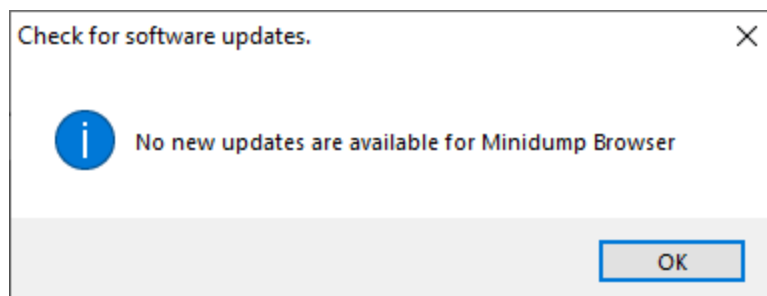 Check for software updates.
No new updates are available for Minidump Browser
OK